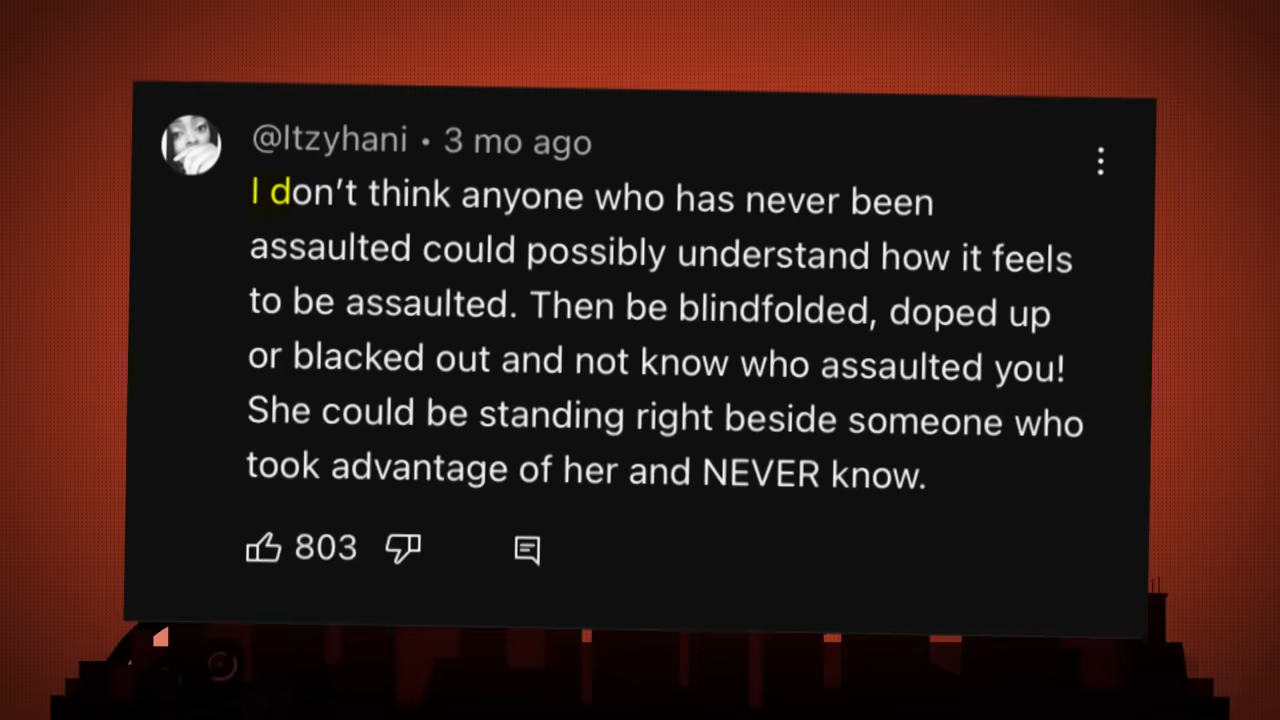 @Itzyhani • 3 mo ago
I don’t think anyone who has never been
assaulted could possibly understand how it feels
to be assaulted. Then be blindfolded, doped up
or blacked out and not know who assaulted you!
She could be standing right beside someone who
took advantage of her and NEVER know.
803